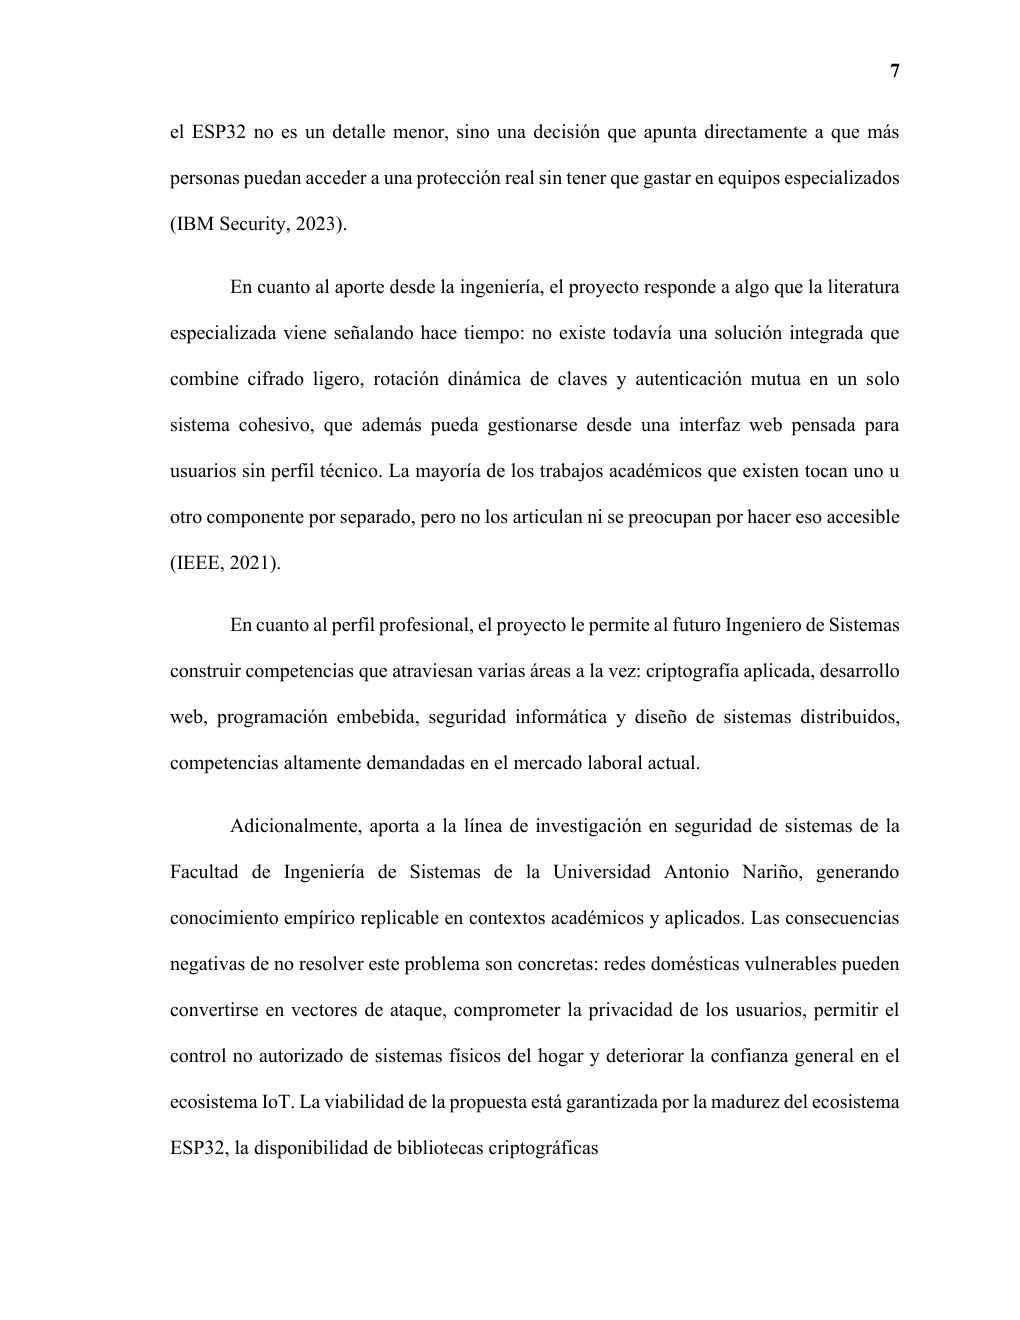 7
el ESP32 no es un detalle menor, sino una decisión que apunta directamente a que más
personas puedan acceder a una protección real sin tener que gastar en equipos especializados
(IBM Security, 2023).
En cuanto al aporte desde la ingeniería, el proyecto responde a algo que la literatura
especializada viene señalando hace tiempo: no existe todavía una solución integrada que
combine cifrado ligero, rotación dinámica de claves y autenticación mutua en un solo
sistema cohesivo, que además pueda gestionarse desde una interfaz web pensada para
usuarios sin perfil técnico. La mayoría de los trabajos académicos que existen tocan uno u
otro componente por separado, pero no los articulan ni se preocupan por hacer eso accesible
(IEEE, 2021).
En cuanto al perfil profesional, el proyecto le permite al futuro Ingeniero de Sistemas
construir competencias que atraviesan varias áreas a la vez: criptografía aplicada, desarrollo
web, programación embebida, seguridad informática y diseño de sistemas distribuidos,
competencias altamente demandadas en el mercado laboral actual.
Adicionalmente, aporta a la línea de investigación en seguridad de sistemas de la
Facultad de Ingeniería de Sistemas de la Universidad Antonio Nariño, generando
conocimiento empírico replicable en contextos académicos y aplicados. Las consecuencias
negativas de no resolver este problema son concretas: redes domésticas vulnerables pueden
convertirse en vectores de ataque, comprometer la privacidad de los usuarios, permitir el
control no autorizado de sistemas físicos del hogar y deteriorar la confianza general en el
ecosistema IoT. La viabilidad de la propuesta está garantizada por la madurez del ecosistema
ESP32, la disponibilidad de bibliotecas criptográficas